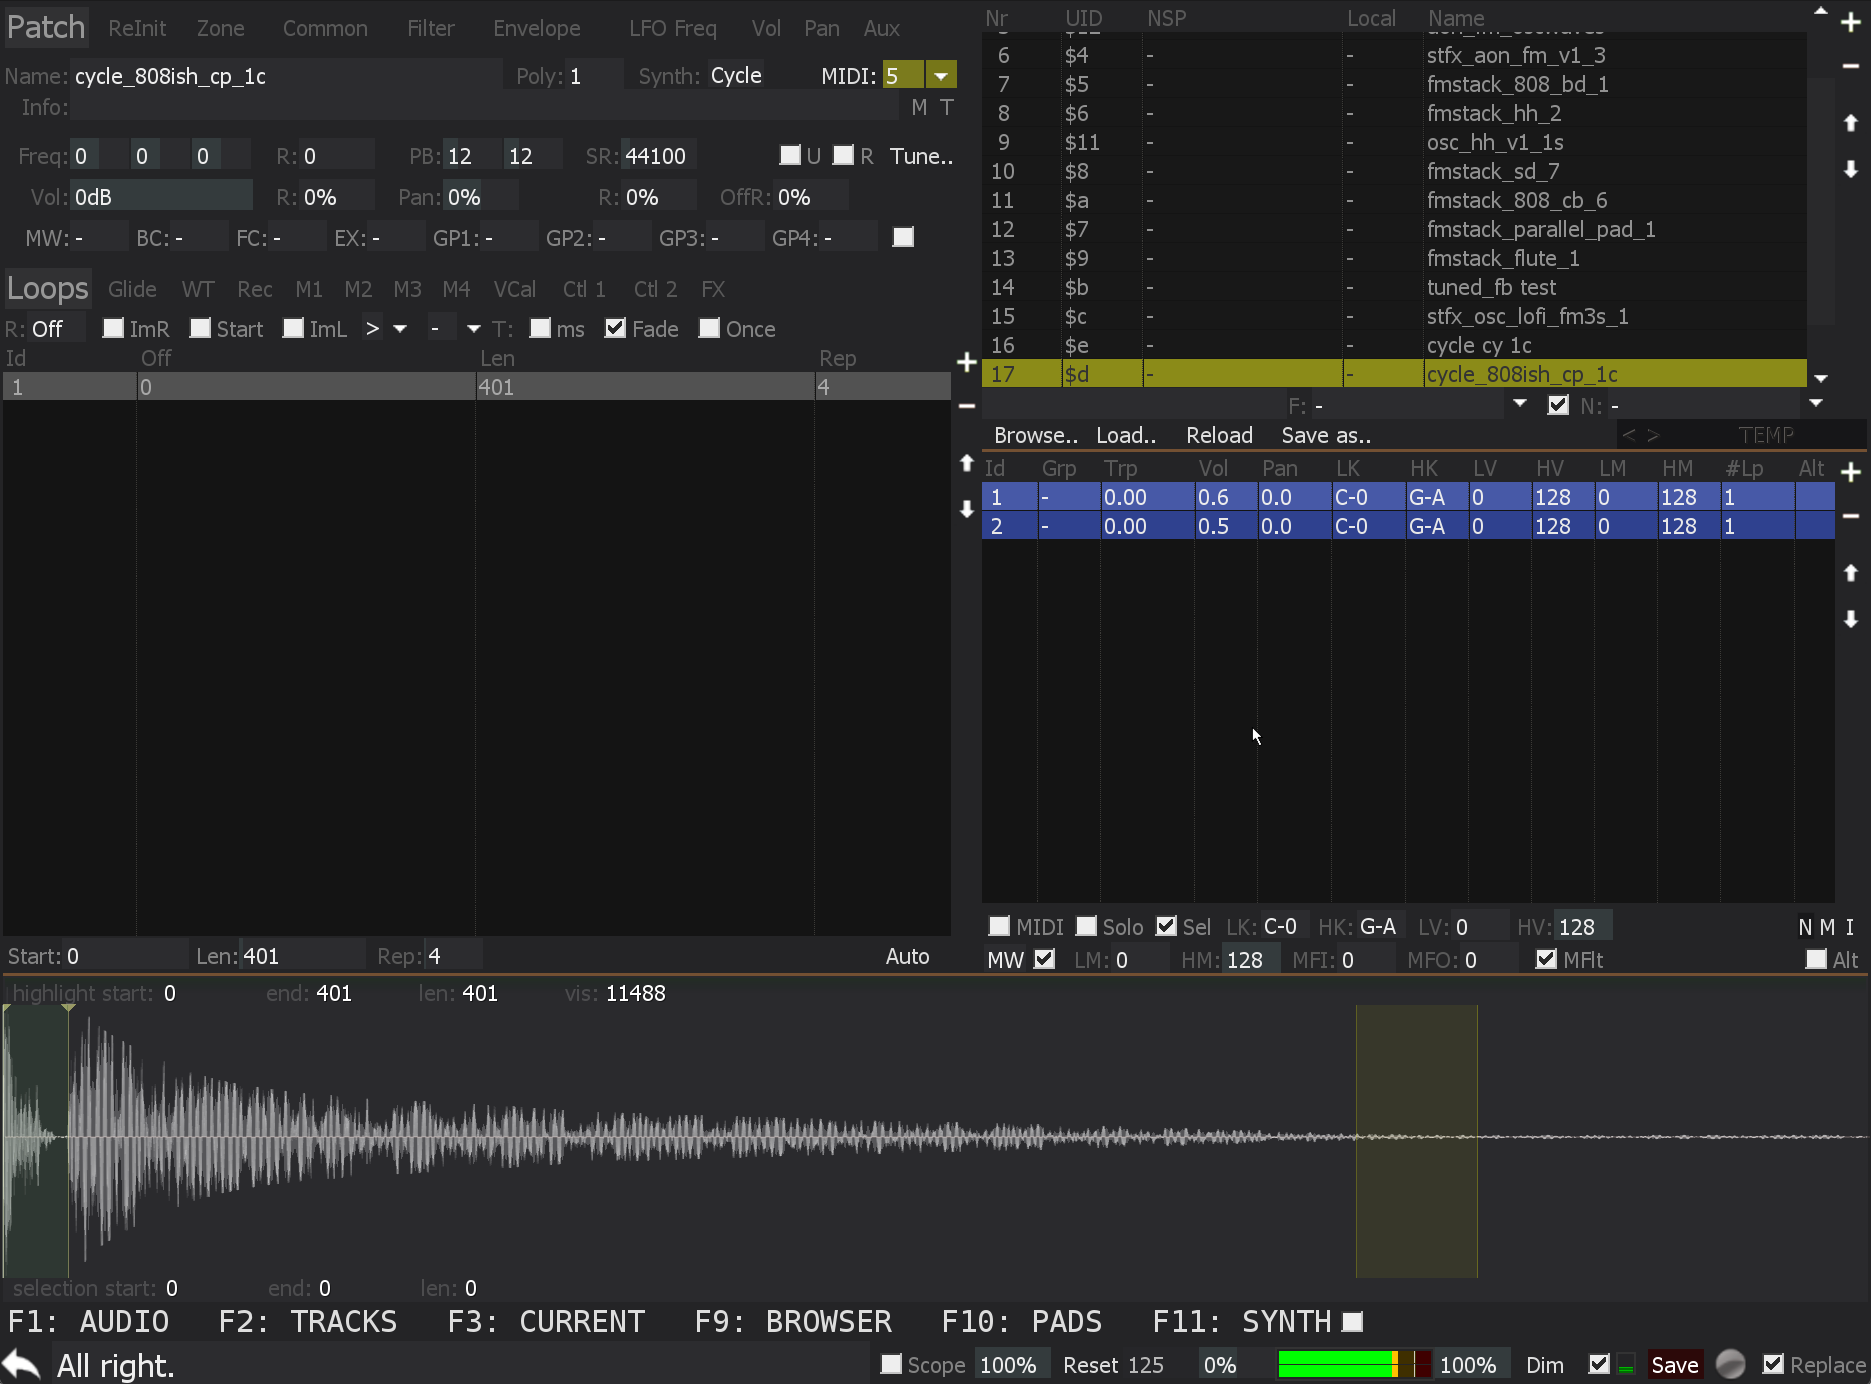 Patch ReInit Zone Common Filter Envelope LFO Freq Vol Pan Aux
Name: cycle_808ish_cp_1c Poly: 1 Synth: Cycle MIDI: 5
Info: M T
Freq: 0 0 0 R: 0 PB: 12 12 SR: 44100 U R Tune..
Vol: 0dB R: 0% Pan: 0% R: 0% OffR: 0%
MW: - BC: - FC: - EX: - GP1: - GP2: - GP3: - GP4: -
Loops Glide WT Rec M1 M2 M3 M4 VCal Ctl 1 Ctl 2 FX
R: Off ImR Start ImL > - T: ms Fade Once
Id Off Len Rep
1 0 401 4
Start: 0 Len: 401 Rep: 4 Auto
Nr UID NSP Local Name
6 $4 - - stfx_aon_fm_v1_3
7 $5 - - fmstack_808_bd_1
8 $6 - - fmstack_hh_2
9 $11 - - osc_hh_v1_1s
10 $8 - - fmstack_sd_7
11 $a - - fmstack_808_cb_6
12 $7 - - fmstack_parallel_pad_1
13 $9 - - fmstack_flute_1
14 $b - - tuned_fb test
15 $c - - stfx_osc_lofi_fm3s_1
16 $e - - cycle cy 1c
17 $d - - cycle_808ish_cp_1c
F: - N: -
Browse.. Load.. Reload Save as.. < > TEMP
Id Grp Trp Vol Pan LK HK LV HV LM HM #Lp Alt
1 - 0.00 0.6 0.0 C-0 G-A 0 128 0 128 1
2 - 0.00 0.5 0.0 C-0 G-A 0 128 0 128 1
MIDI Solo Sel LK: C-0 HK: G-A LV: 0 HV: 128 N M I
MW LM: 0 HM: 128 MFI: 0 MFO: 0 MFlt Alt
highlight start: 0 end: 401 len: 401 vis: 11488
selection start: 0 end: 0 len: 0
F1: AUDIO F2: TRACKS F3: CURRENT F9: BROWSER F10: PADS F11: SYNTH
All right. Scope 100% Reset 125 0% 100% Dim Save Replace